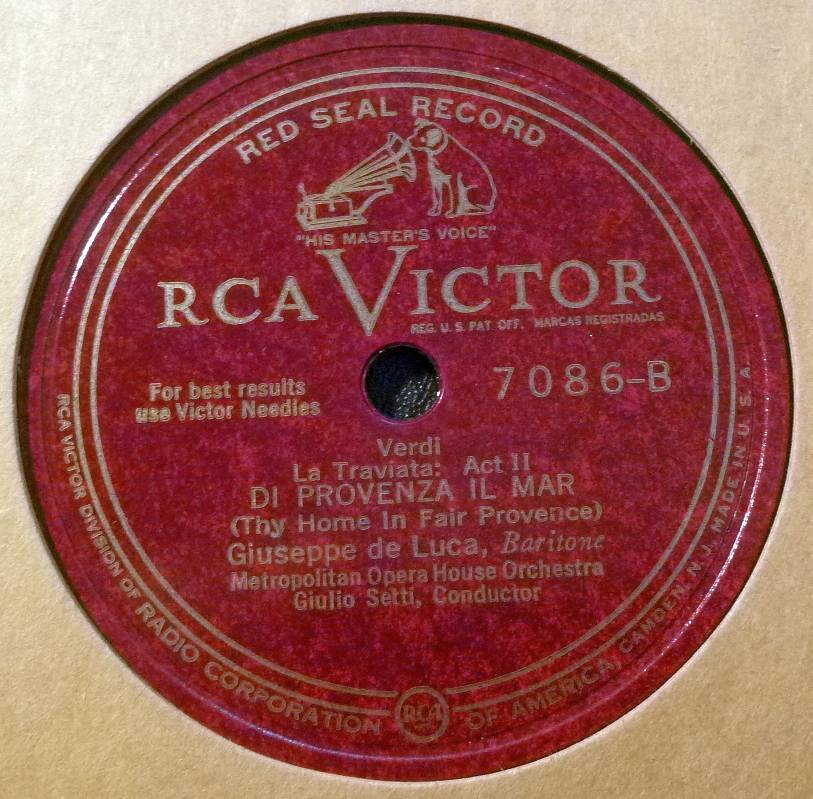 RED SEAL RECORD
"HIS MASTER'S VOICE"
RCA VICTOR
REG. U.S. PAT. OFF. MARCAS REGISTRADAS
For best results
use Victor Needles
7086-B
Verdi
La Traviata: Act II
DI PROVENZA IL MAR
(Thy Home In Fair Provence)
Giuseppe de Luca, Baritone
Metropolitan Opera House Orchestra
Giulio Setti, Conductor
RCA VICTOR DIVISION OF RADIO CORPORATION OF AMERICA, CAMDEN, N.J. MADE IN U.S.A.
RCA